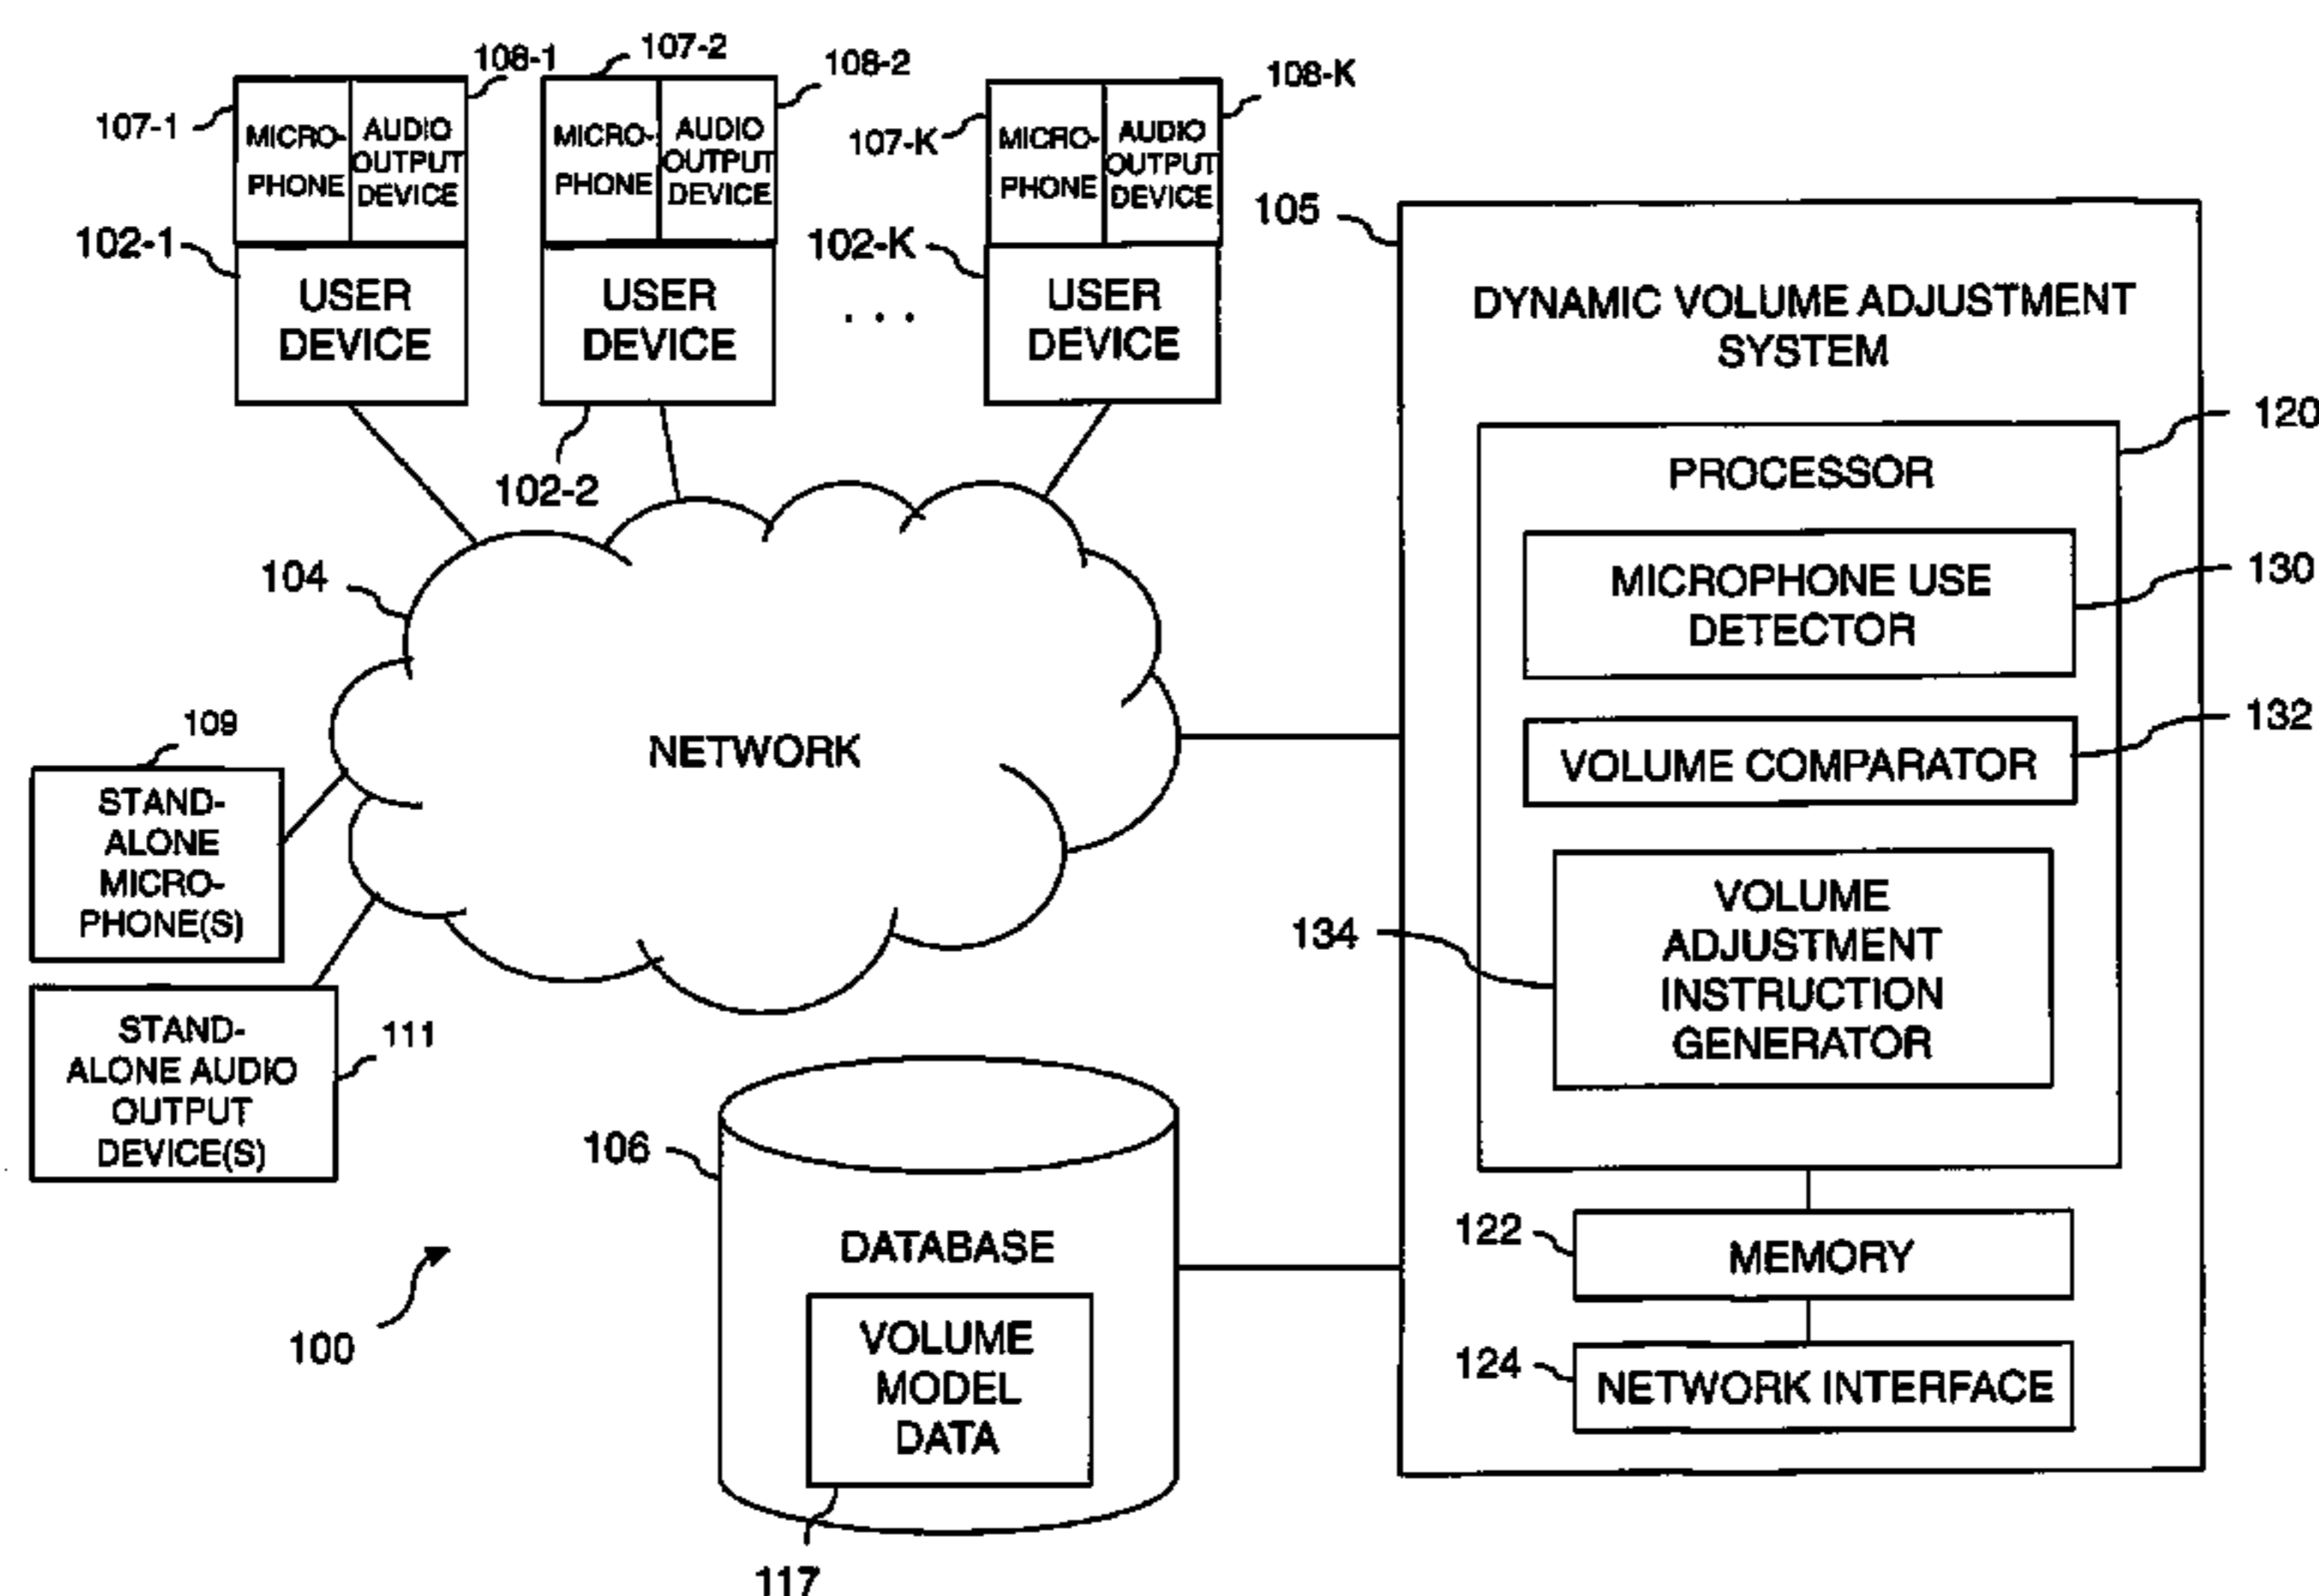 107-1
108-1
107-2
108-2
107-K
108-K
MICRO-
PHONE
AUDIO
OUTPUT
DEVICE
MICRO-
PHONE
AUDIO
OUTPUT
DEVICE
MICRO-
PHONE
AUDIO
OUTPUT
DEVICE
102-1
USER
DEVICE
102-2
USER
DEVICE
. . .
102-K
USER
DEVICE
104
NETWORK
109
STAND-
ALONE
MICRO-
PHONE(S)
STAND-
ALONE AUDIO
OUTPUT
DEVICE(S)
111
100
106
DATABASE
VOLUME
MODEL
DATA
117
105
DYNAMIC VOLUME ADJUSTMENT
SYSTEM
120
PROCESSOR
MICROPHONE USE
DETECTOR
130
VOLUME COMPARATOR
132
134
VOLUME
ADJUSTMENT
INSTRUCTION
GENERATOR
122
MEMORY
124
NETWORK INTERFACE